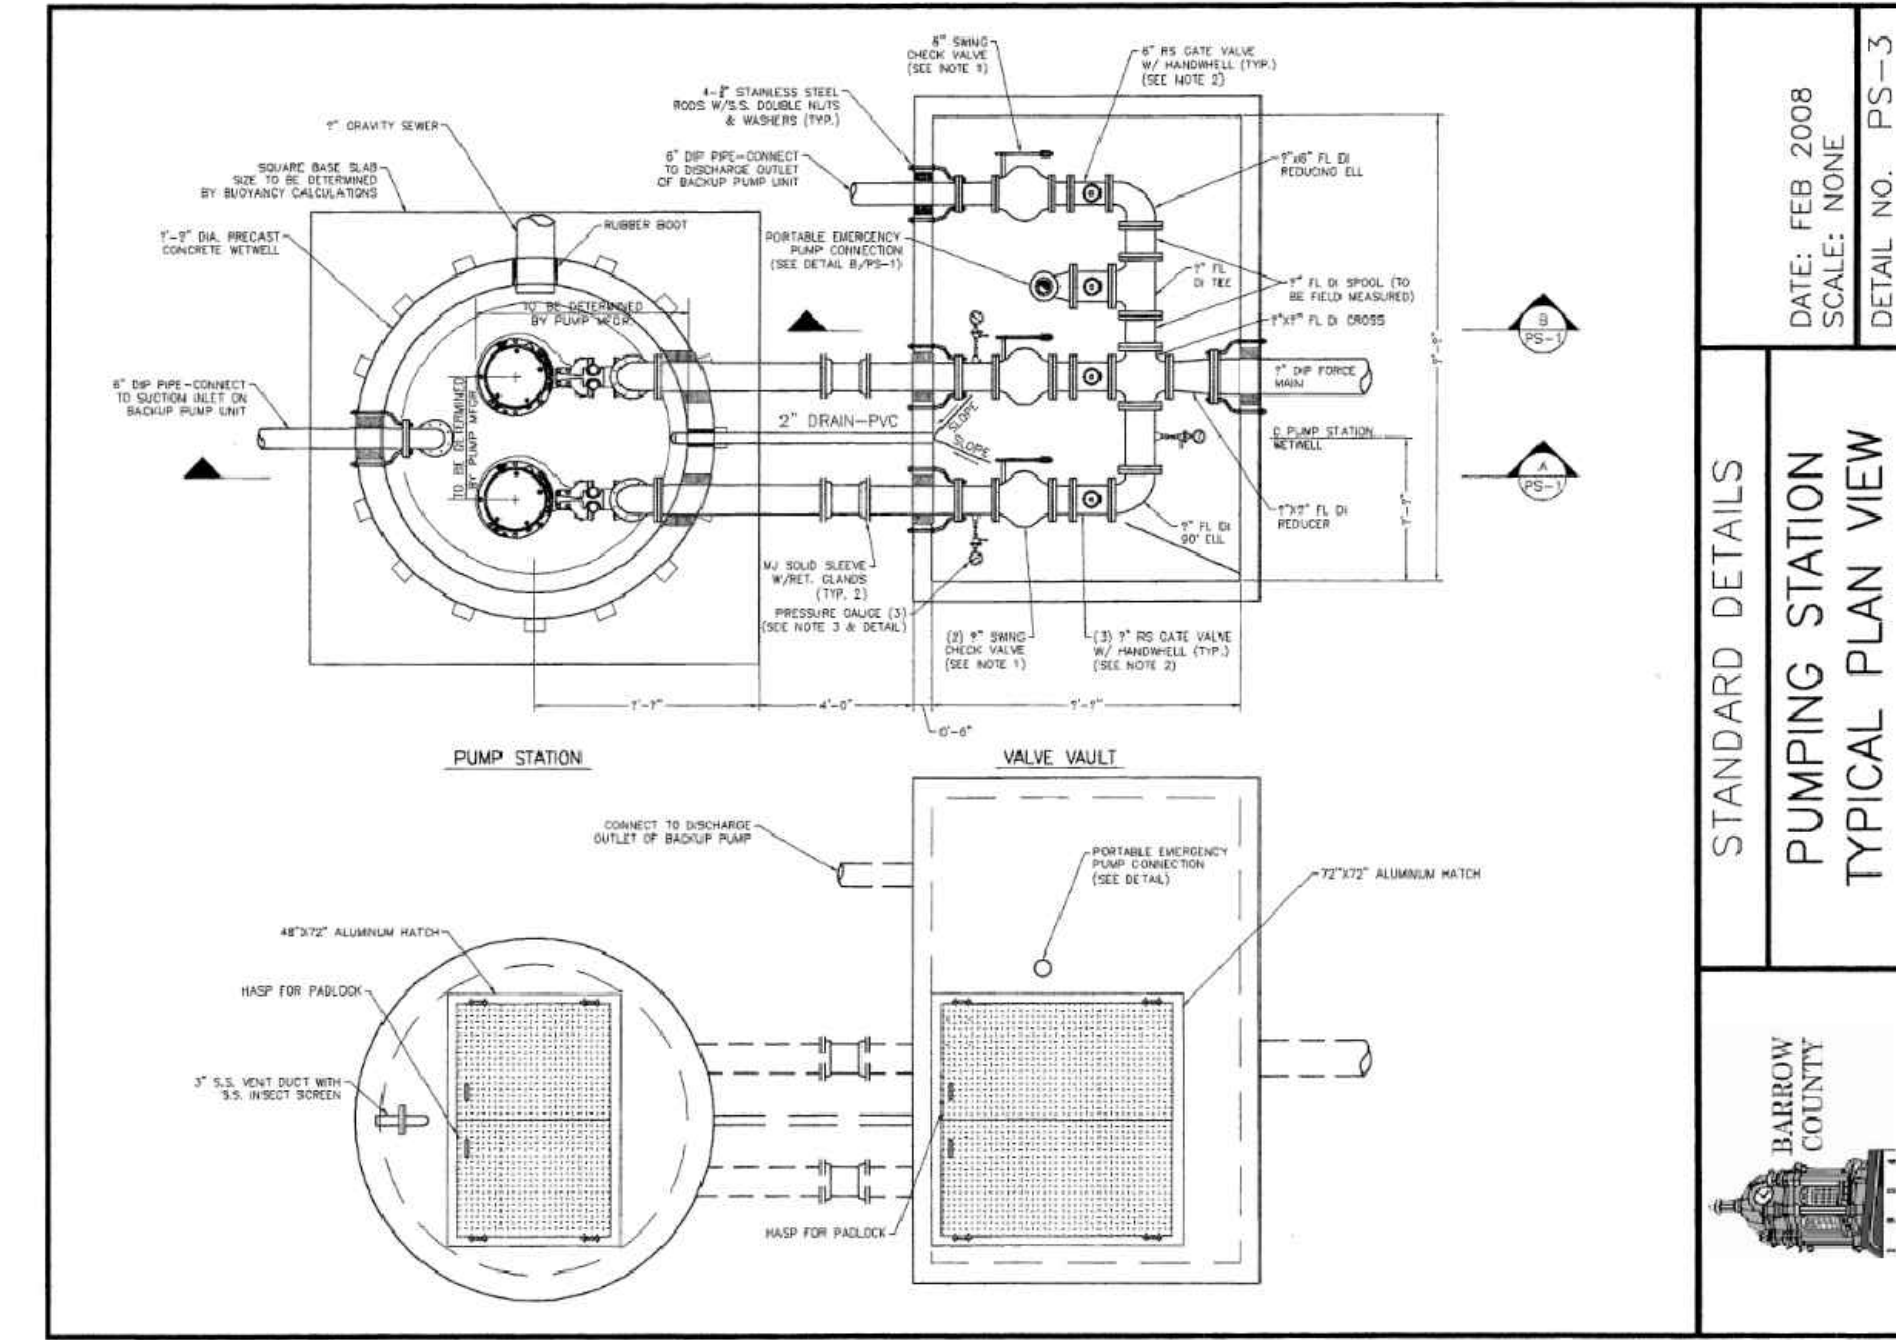 8" SWING
CHECK VALVE
(SEE NOTE 1)
6" RS GATE VALVE
W/ HANDWHELL (TYP.)
(SEE NOTE 2)
STAINLESS STEEL
RODS W/S.S. DOUBLE NUTS
& WASHERS (TYP.)
?" GRAVITY SEWER
SQUARE BASE SLAB
SIZE TO BE DETERMINED
BY BUOYANCY CALCULATIONS
6" DIP PIPE-CONNECT
TO DISCHARGE OUTLET
OF BACKUP PUMP UNIT
?"x6" FL DI
REDUCING ELL
?'-?" DIA. PRECAST
CONCRETE WETWELL
RUBBER BOOT
PORTABLE EMERGENCY
PUMP CONNECTION
(SEE DETAIL B/PS-1)
?" FL
DI TEE
?" FL DI SPOOL (TO
BE FIELD MEASURED)
?"X?" FL DI CROSS
TO BE DETERMINED
BY PUMP MFGR.
B
PS-1
6" DIP PIPE-CONNECT
TO SUCTION INLET ON
BACKUP PUMP UNIT
TO BE DETERMINED
BY PUMP MFGR.
2" DRAIN-PVC
SLOPE
SLOPE
?" DIP FORCE
MAIN
?'-?"
PUMP STATION
WETWELL
A
PS-1
?'-?"
?"X?" FL DI
REDUCER
?" FL DI
90° ELL
MJ SOLID SLEEVE
W/RET. GLANDS
(TYP. 2)
PRESSURE GAUGE (3)
(SEE NOTE 3 & DETAIL)
(2) ?" SWING
CHECK VALVE
(SEE NOTE 1)
(3) ?" RS GATE VALVE
W/ HANDWHELL (TYP.)
(SEE NOTE 2)
?'-?"
4'-0"
?'-?"
0'-6"
PUMP STATION
VALVE VAULT
CONNECT TO DISCHARGE
OUTLET OF BACKUP PUMP
PORTABLE EMERGENCY
PUMP CONNECTION
(SEE DETAIL)
72"X72" ALUMINUM HATCH
48"X72" ALUMINUM HATCH
HASP FOR PADLOCK
3" S.S. VENT DUCT WITH
S.S. INSECT SCREEN
HASP FOR PADLOCK
DATE: FEB 2008
SCALE: NONE
DETAIL NO. PS-3
STANDARD DETAILS
PUMPING STATION
TYPICAL PLAN VIEW
BARROW
COUNTY